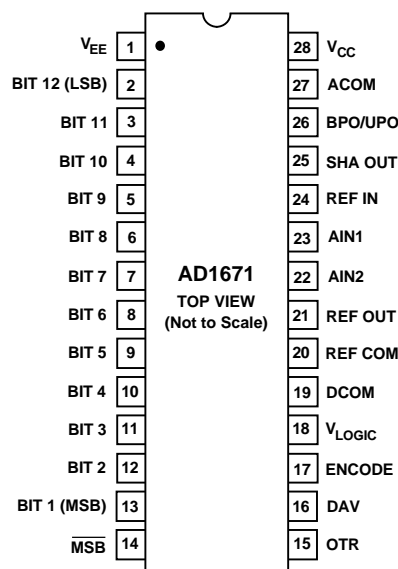 V_EE 1 28 V_CC
BIT 12 (LSB) 2 27 ACOM
BIT 11 3 26 BPO/UPO
BIT 10 4 25 SHA OUT
BIT 9 5 24 REF IN
BIT 8 6 23 AIN1
BIT 7 7 22 AIN2
AD1671
TOP VIEW
(Not to Scale)
BIT 6 8 21 REF OUT
BIT 5 9 20 REF COM
BIT 4 10 19 DCOM
BIT 3 11 18 V_LOGIC
BIT 2 12 17 ENCODE
BIT 1 (MSB) 13 16 DAV
M̅S̅B̅ 14 15 OTR